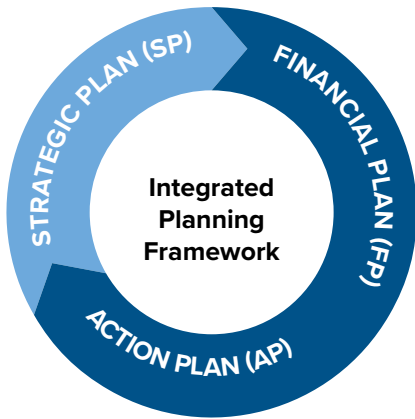 STRATEGIC PLAN (SP)
FINANCIAL PLAN (FP)
Integrated
Planning
Framework
ACTION PLAN (AP)